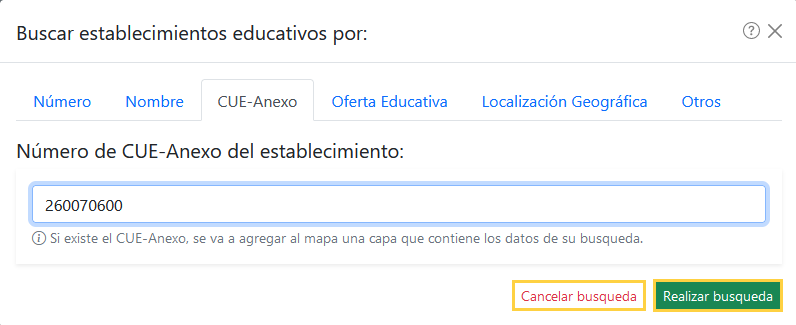 Buscar establecimientos educativos por:
Número Nombre CUE-Anexo Oferta Educativa Localización Geográfica Otros
Número de CUE-Anexo del establecimiento:
260070600
Si existe el CUE-Anexo, se va a agregar al mapa una capa que contiene los datos de su busqueda.
Cancelar busqueda Realizar busqueda